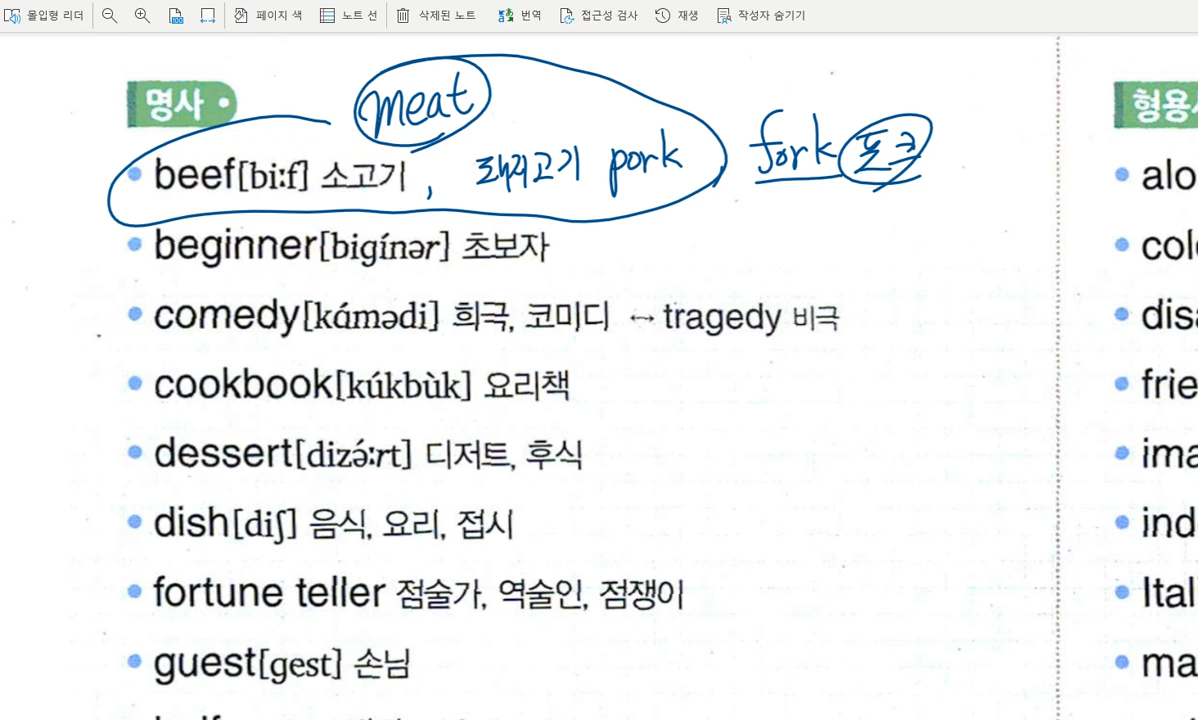 몰입형 리더 100 페이지 색 노트 선 삭제된 노트 번역 접근성 검사 재생 작성자 숨기기
명사
meat
beef[biːf] 소고기, 돼지고기 pork fork 포크
beginner[bigínər] 초보자
comedy[kɑ́mədi] 희극, 코미디 ↔ tragedy 비극
cookbook[kúkbùk] 요리책
dessert[dizə́ːrt] 디저트, 후식
dish[diʃ] 음식, 요리, 접시
fortune teller 점술가, 역술인, 점쟁이
guest[gest] 손님
형용
alo
col
dis
frie
ima
ind
Ital
ma